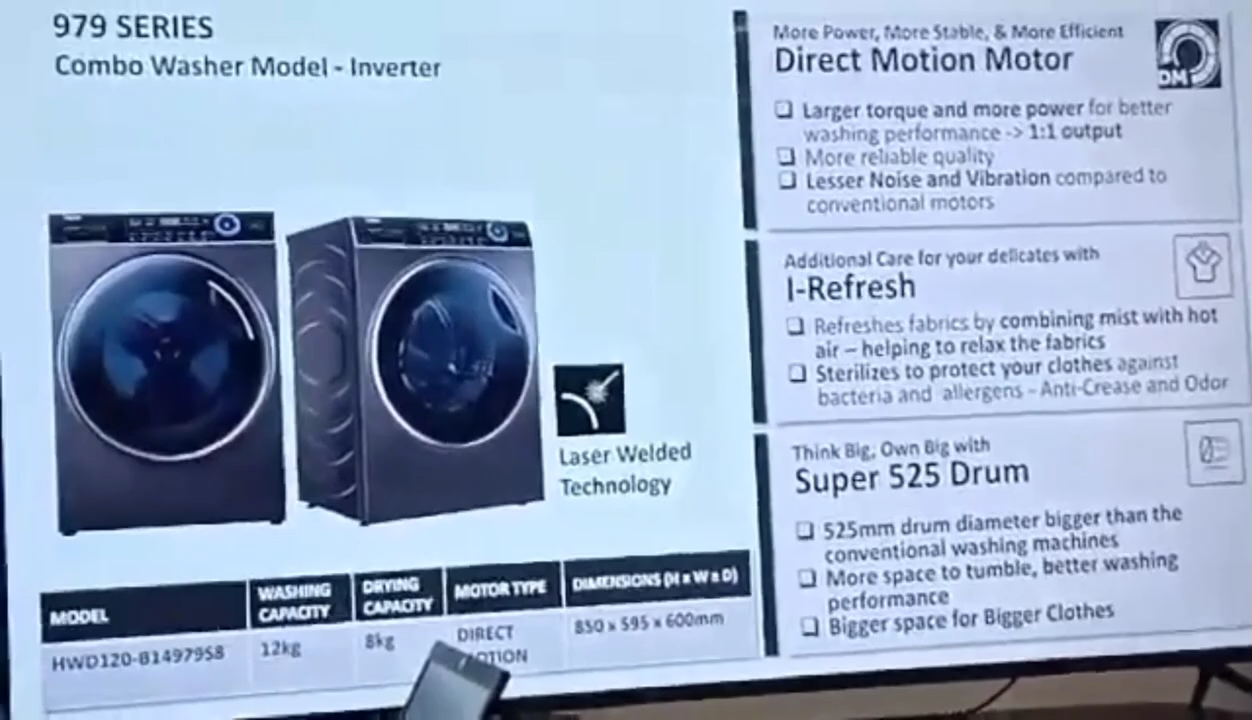 979 SERIES
Combo Washer Model - Inverter
Laser Welded
Technology
MODEL
WASHING
CAPACITY
DRYING
CAPACITY
MOTOR TYPE
DIMENSIONS (H x W x D)
HWD120-B14979S8
12kg
8kg
DIRECT
850 x 595 x 600mm
More Power, More Stable, & More Efficient
Direct Motion Motor
DM
❑ Larger torque and more power for better
washing performance -> 1:1 output
❑ More reliable quality
❑ Lesser Noise and Vibration compared to
conventional motors
Additional Care for your delicates with
I-Refresh
❑ Refreshes fabrics by combining mist with hot
air – helping to relax the fabrics
❑ Sterilizes to protect your clothes against
bacteria and allergens - Anti-Crease and Odor
Think Big, Own Big with
Super 525 Drum
❑ 525mm drum diameter bigger than the
conventional washing machines
❑ More space to tumble, better washing
performance
❑ Bigger space for Bigger Clothes